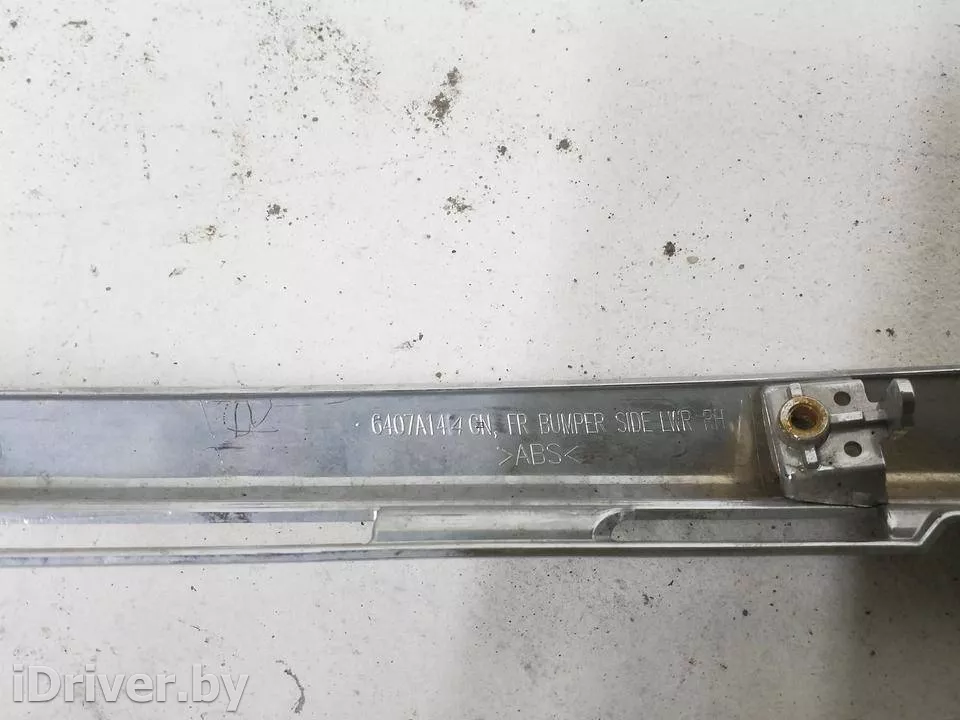 6407A144 GN, FR BUMPER SIDE LWR RH
>ABS<
iDriver.by